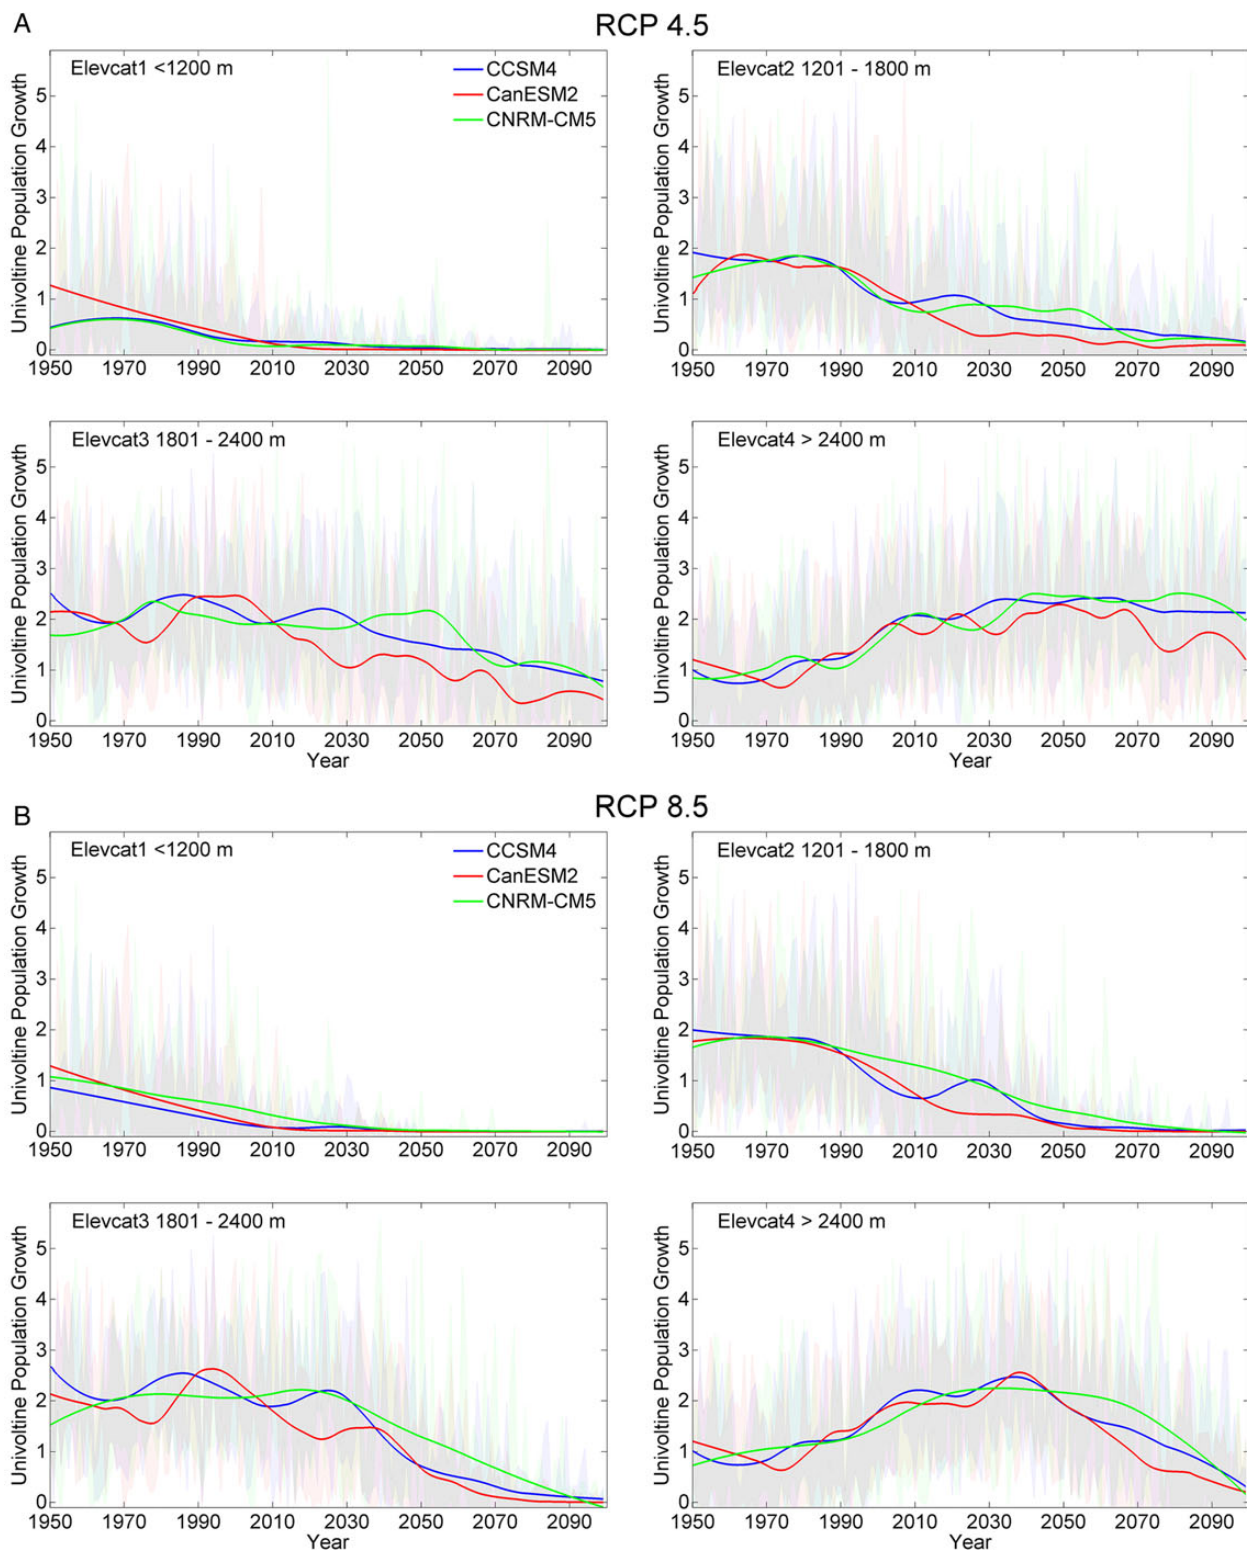 A
RCP 4.5
Elevcat1 <1200 m
CCSM4
CanESM2
CNRM-CM5
Univoltine Population Growth
5
4
3
2
1
0
1950 1970 1990 2010 2030 2050 2070 2090
Elevcat2 1201 - 1800 m
Univoltine Population Growth
5
4
3
2
1
0
1950 1970 1990 2010 2030 2050 2070 2090
Elevcat3 1801 - 2400 m
Univoltine Population Growth
5
4
3
2
1
0
1950 1970 1990 2010 2030 2050 2070 2090
Year
Elevcat4 > 2400 m
Univoltine Population Growth
5
4
3
2
1
0
1950 1970 1990 2010 2030 2050 2070 2090
Year
B
RCP 8.5
Elevcat1 <1200 m
CCSM4
CanESM2
CNRM-CM5
Univoltine Population Growth
5
4
3
2
1
0
1950 1970 1990 2010 2030 2050 2070 2090
Elevcat2 1201 - 1800 m
Univoltine Population Growth
5
4
3
2
1
0
1950 1970 1990 2010 2030 2050 2070 2090
Elevcat3 1801 - 2400 m
Univoltine Population Growth
5
4
3
2
1
0
1950 1970 1990 2010 2030 2050 2070 2090
Year
Elevcat4 > 2400 m
Univoltine Population Growth
5
4
3
2
1
0
1950 1970 1990 2010 2030 2050 2070 2090
Year